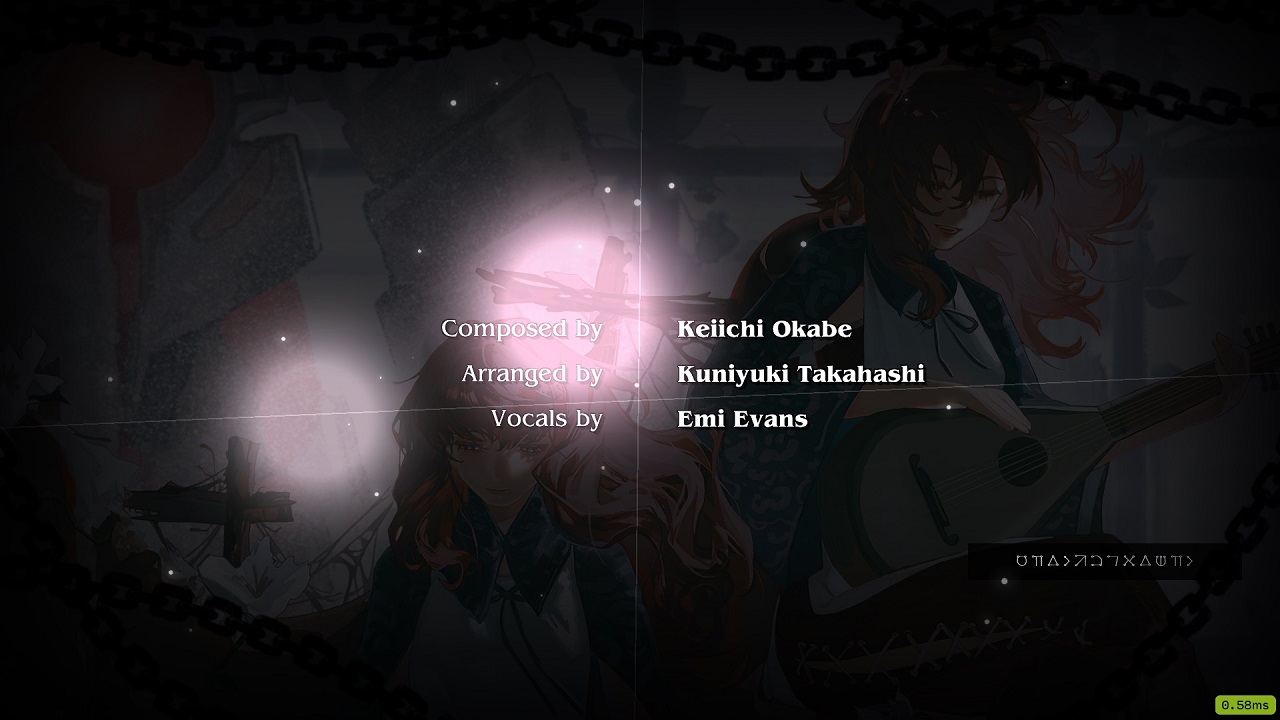 Composed by Keiichi Okabe
Arranged by Kuniyuki Takahashi
Vocals by Emi Evans
0.58ms